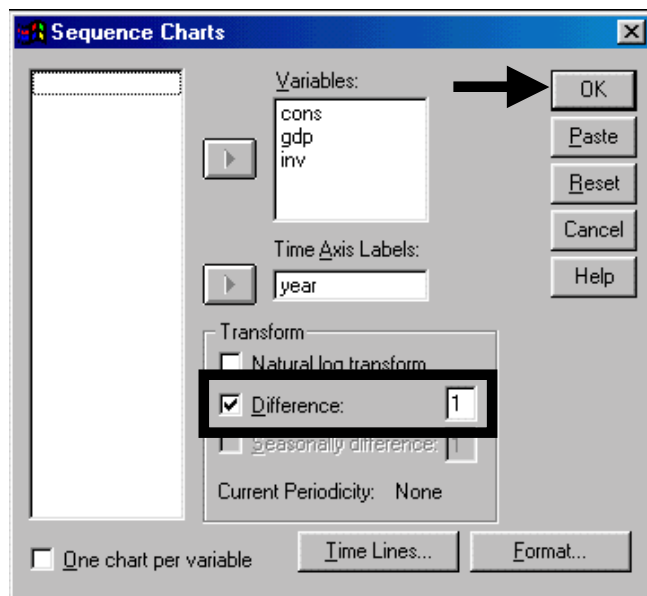 Sequence Charts
Variables:
cons
gdp
inv
Time Axis Labels:
year
Transform
Natural log transform
Difference: 1
Seasonally difference: 1
Current Periodicity: None
One chart per variable
Time Lines...
Format...
OK
Paste
Reset
Cancel
Help